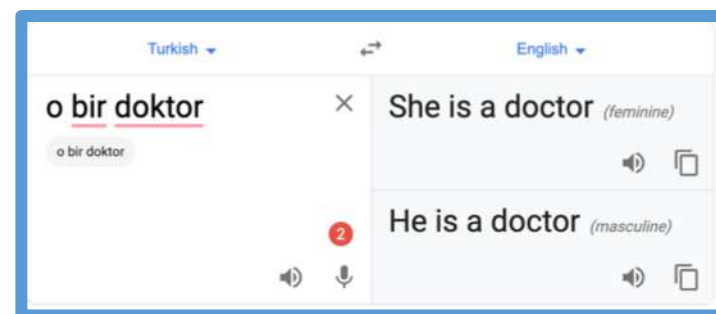 Turkish
English
o bir doktor
o bir doktor
2
She is a doctor (feminine)
He is a doctor (masculine)